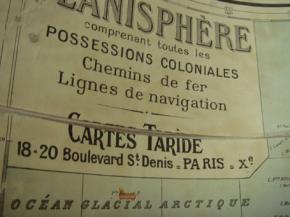 LANISPHÈRE
comprenant toutes les
POSSESSIONS COLONIALES
Chemins de fer
Lignes de navigation
CARTES TARIDE
18-20 Boulevard St Denis - PARIS - Xe
OCÉAN GLACIAL ARCTIQUE